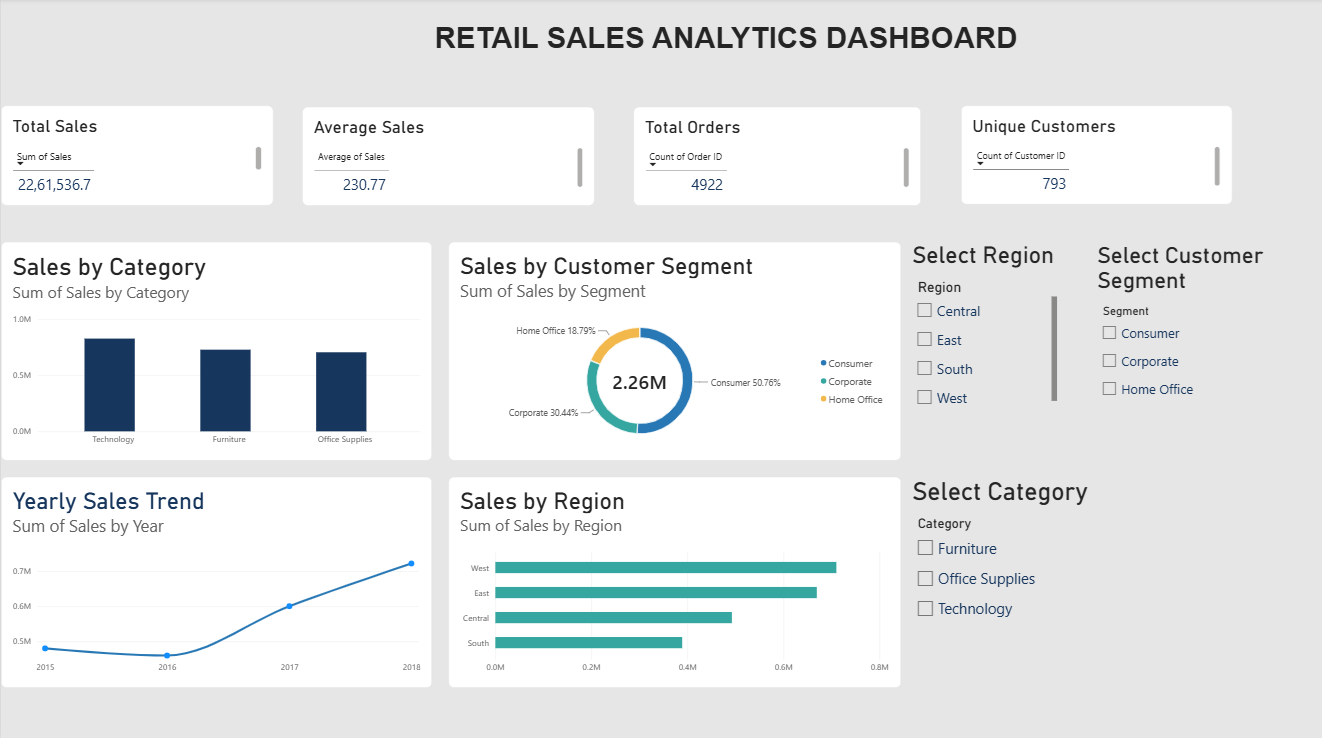 RETAIL SALES ANALYTICS DASHBOARD
Total Sales
Sum of Sales
22,61,536.7
Average Sales
Average of Sales
230.77
Total Orders
Count of Order ID
4922
Unique Customers
Count of Customer ID
793
Sales by Category
Sum of Sales by Category
1.0M
0.5M
0.0M
Technology
Furniture
Office Supplies
Sales by Customer Segment
Sum of Sales by Segment
Home Office 18.79%
2.26M
Consumer 50.76%
Corporate 30.44%
Consumer
Corporate
Home Office
Select Region
Region
Central
East
South
West
Select Customer
Segment
Segment
Consumer
Corporate
Home Office
Yearly Sales Trend
Sum of Sales by Year
0.7M
0.6M
0.5M
2015
2016
2017
2018
Sales by Region
Sum of Sales by Region
West
East
Central
South
0.0M
0.2M
0.4M
0.6M
0.8M
Select Category
Category
Furniture
Office Supplies
Technology